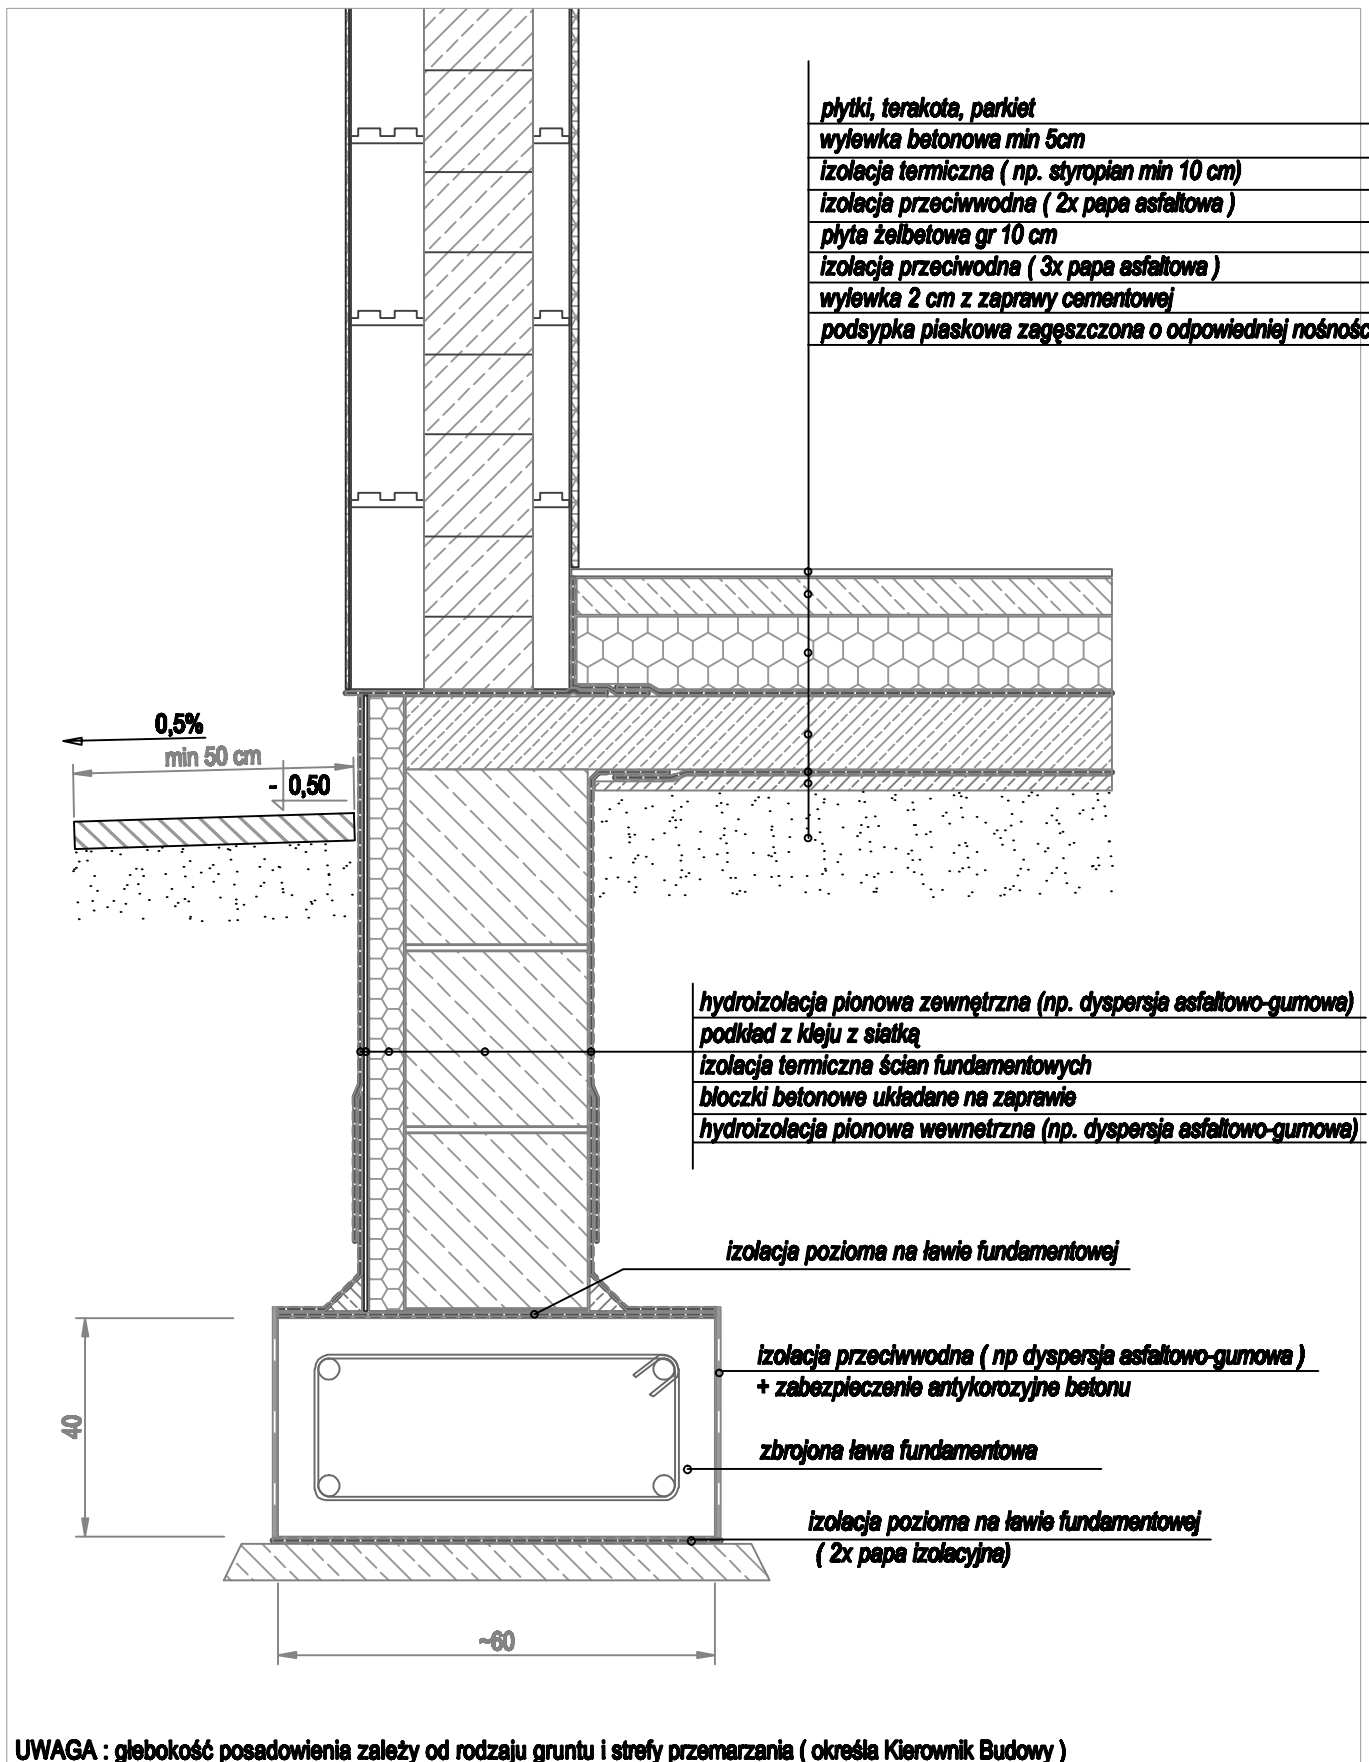 płytki, terakota, parkiet
wylewka betonowa min 5cm
izolacja termiczna ( np. styropian min 10 cm)
izolacja przeciwwodna ( 2x papa asfaltowa )
płyta żelbetowa gr 10 cm
izolacja przeciwodna ( 3x papa asfaltowa )
wylewka 2 cm z zaprawy cementowej
podsypka piaskowa zagęszczona o odpowiedniej nośnośc
0,5%
min 50 cm
- 0,50
hydroizolacja pionowa zewnętrzna (np. dyspersja asfaltowo-gumowa)
podkład z kleju z siatką
izolacja termiczna ścian fundamentowych
bloczki betonowe układane na zaprawie
hydroizolacja pionowa wewnetrzna (np. dyspersja asfaltowo-gumowa)
izolacja pozioma na ławie fundamentowej
izolacja przeciwwodna ( np dyspersja asfaltowo-gumowa )
+ zabezpieczenie antykorozyjne betonu
40
zbrojona ława fundamentowa
izolacja pozioma na ławie fundamentowej
( 2x papa izolacyjna)
~60
UWAGA : głebokość posadowienia zależy od rodzaju gruntu i strefy przemarzania ( określa Kierownik Budowy )